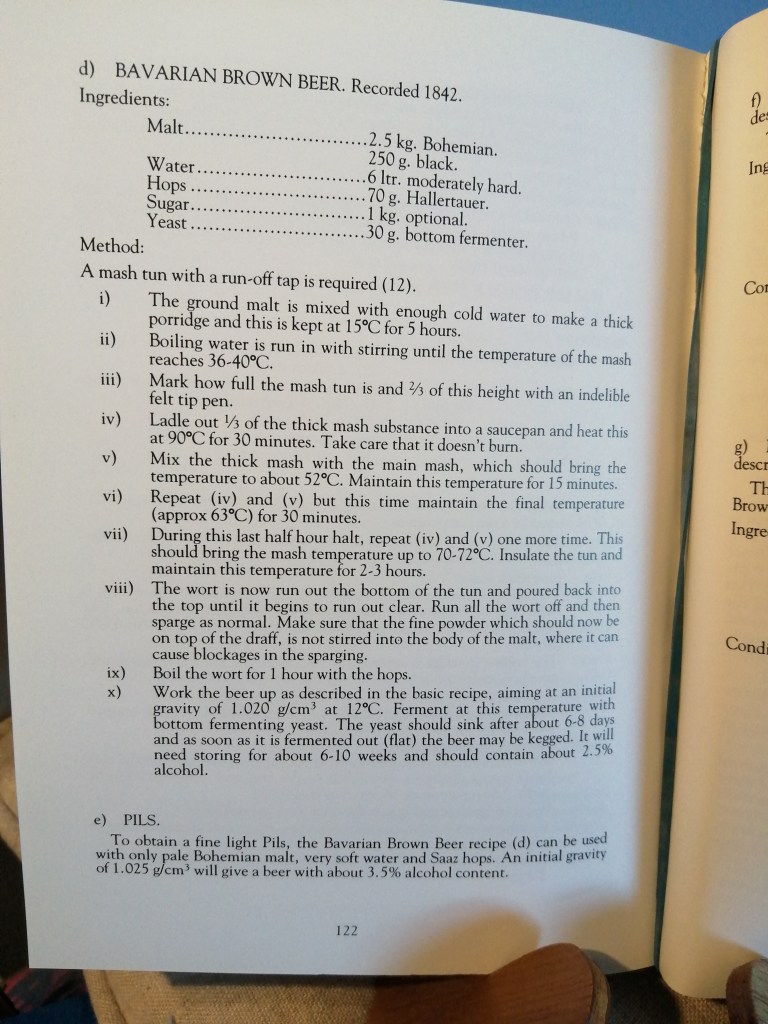 d) BAVARIAN BROWN BEER. Recorded 1842.
Ingredients:
Malt..............................2.5 kg. Bohemian.
250 g. black.
Water............................6 ltr. moderately hard.
Hops .............................70 g. Hallertauer.
Sugar.............................1 kg. optional.
Yeast .............................30 g. bottom fermenter.
Method:
A mash tun with a run-off tap is required (12).
i) The ground malt is mixed with enough cold water to make a thick
porridge and this is kept at 15°C for 5 hours.
ii) Boiling water is run in with stirring until the temperature of the mash
reaches 36-40°C.
iii) Mark how full the mash tun is and ⅔ of this height with an indelible
felt tip pen.
iv) Ladle out ⅓ of the thick mash substance into a saucepan and heat this
at 90°C for 30 minutes. Take care that it doesn't burn.
v) Mix the thick mash with the main mash, which should bring the
temperature to about 52°C. Maintain this temperature for 15 minutes.
vi) Repeat (iv) and (v) but this time maintain the final temperature
(approx 63°C) for 30 minutes.
vii) During this last half hour halt, repeat (iv) and (v) one more time. This
should bring the mash temperature up to 70-72°C. Insulate the tun and
maintain this temperature for 2-3 hours.
viii) The wort is now run out the bottom of the tun and poured back into
the top until it begins to run out clear. Run all the wort off and then
sparge as normal. Make sure that the fine powder which should now be
on top of the draff, is not stirred into the body of the malt, where it can
cause blockages in the sparging.
ix) Boil the wort for 1 hour with the hops.
x) Work the beer up as described in the basic recipe, aiming at an initial
gravity of 1.020 g/cm³ at 12°C. Ferment at this temperature with
bottom fermenting yeast. The yeast should sink after about 6-8 days
and as soon as it is fermented out (flat) the beer may be kegged. It will
need storing for about 6-10 weeks and should contain about 2.5%
alcohol.
e) PILS.
To obtain a fine light Pils, the Bavarian Brown Beer recipe (d) can be used
with only pale Bohemian malt, very soft water and Saaz hops. An initial gravity
of 1.025 g/cm³ will give a beer with about 3.5% alcohol content.
122
f)
g)
Th
Brow